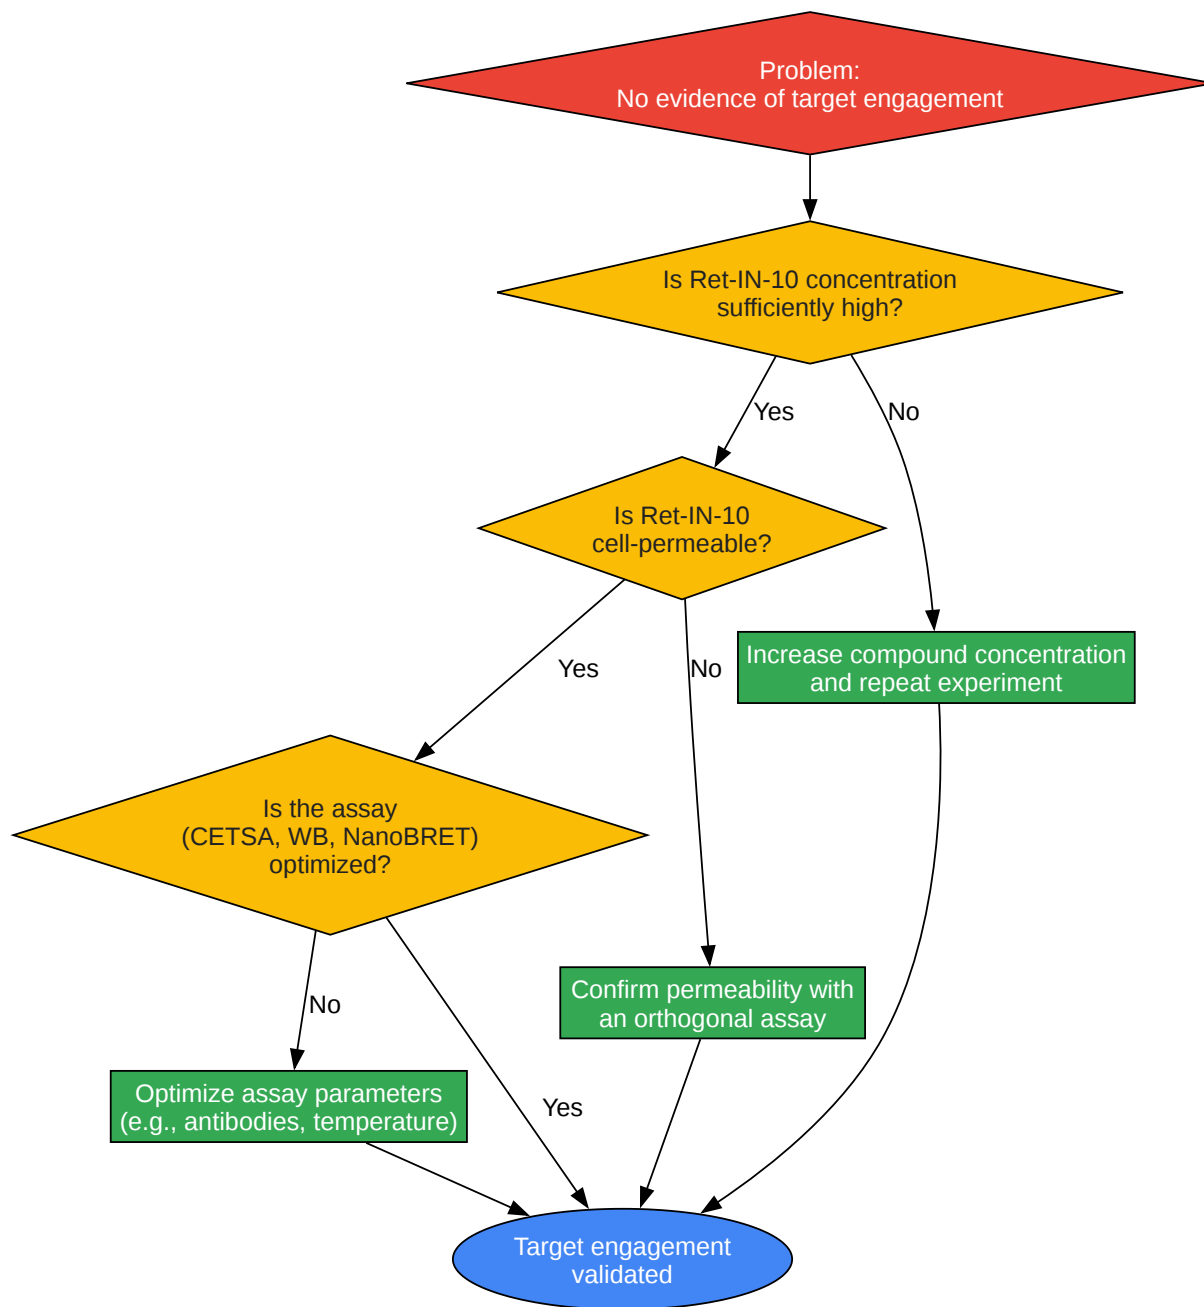 Problem:
No evidence of target engagement
Is Ret-IN-10 concentration
sufficiently high?
Yes
No
Is Ret-IN-10
cell-permeable?
Increase compound concentration
and repeat experiment
Yes
No
Is the assay
(CETSA, WB, NanoBRET)
optimized?
Confirm permeability with
an orthogonal assay
No
Optimize assay parameters
(e.g., antibodies, temperature)
Yes
Target engagement
validated